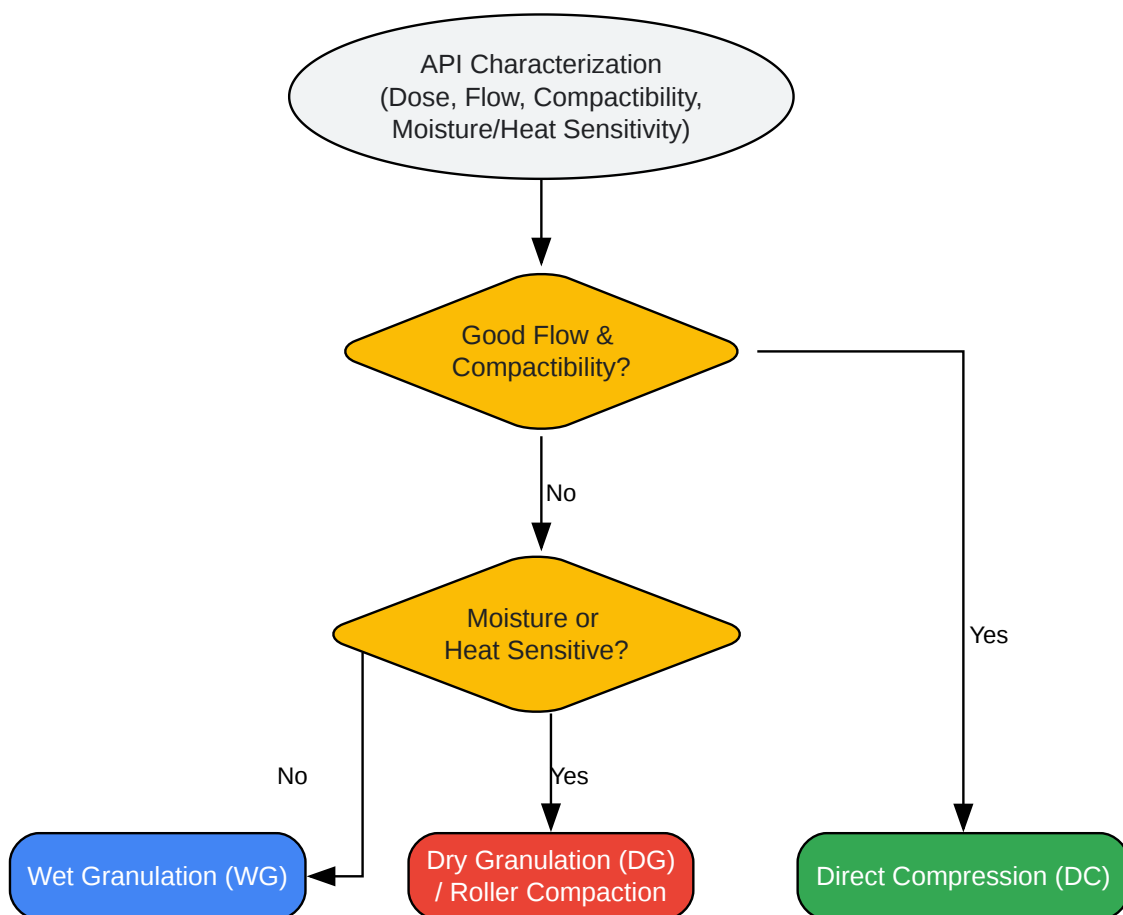 API Characterization
(Dose, Flow, Compactibility,
Moisture/Heat Sensitivity)
Good Flow &
Compactibility?
No
Moisture or
Heat Sensitive?
Yes
No
Yes
Wet Granulation (WG)
Dry Granulation (DG)
/ Roller Compaction
Direct Compression (DC)